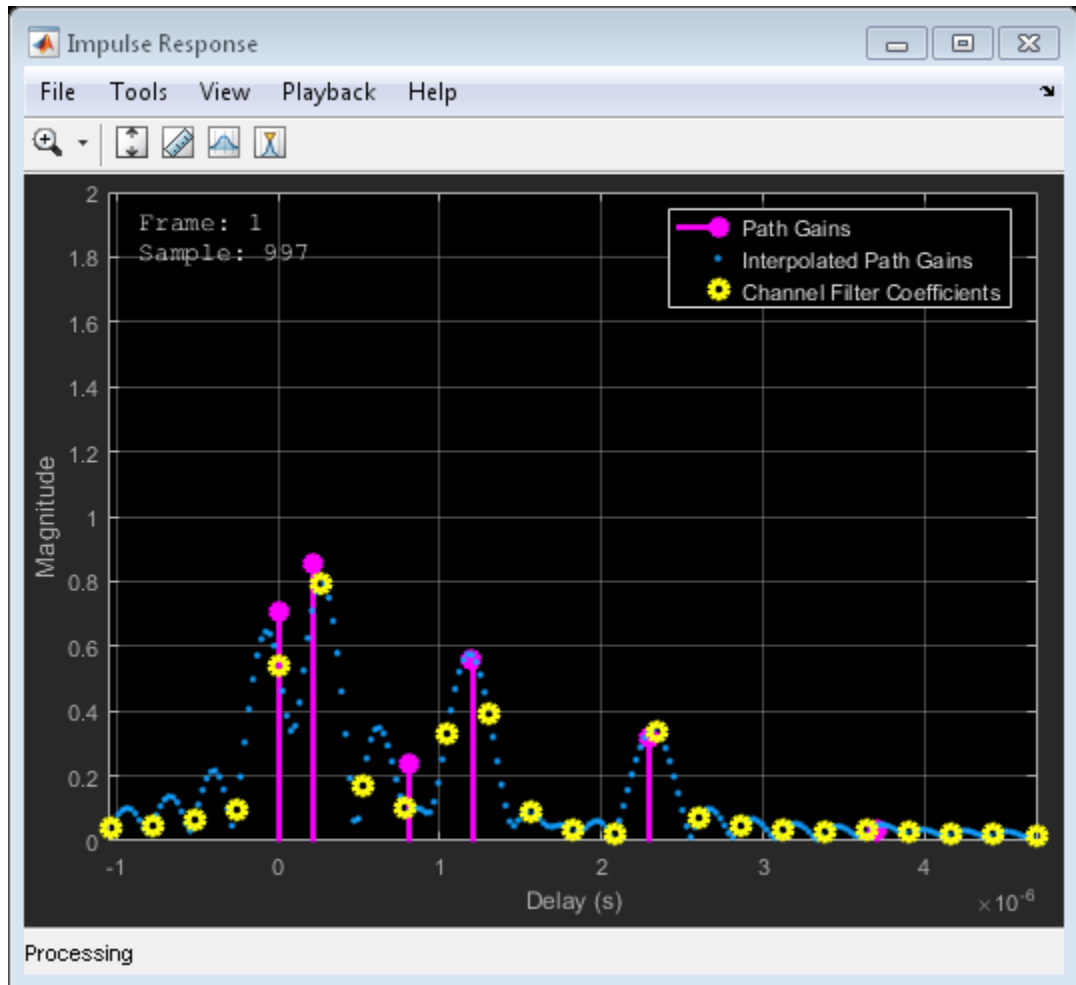 Impulse Response
File Tools View Playback Help
Frame: 1
Sample: 997
Path Gains
Interpolated Path Gains
Channel Filter Coefficients
2
1.8
1.6
1.4
1.2
1
0.8
0.6
0.4
0.2
0
Magnitude
-1 0 1 2 3 4
Delay (s)
×10⁻⁶
Processing